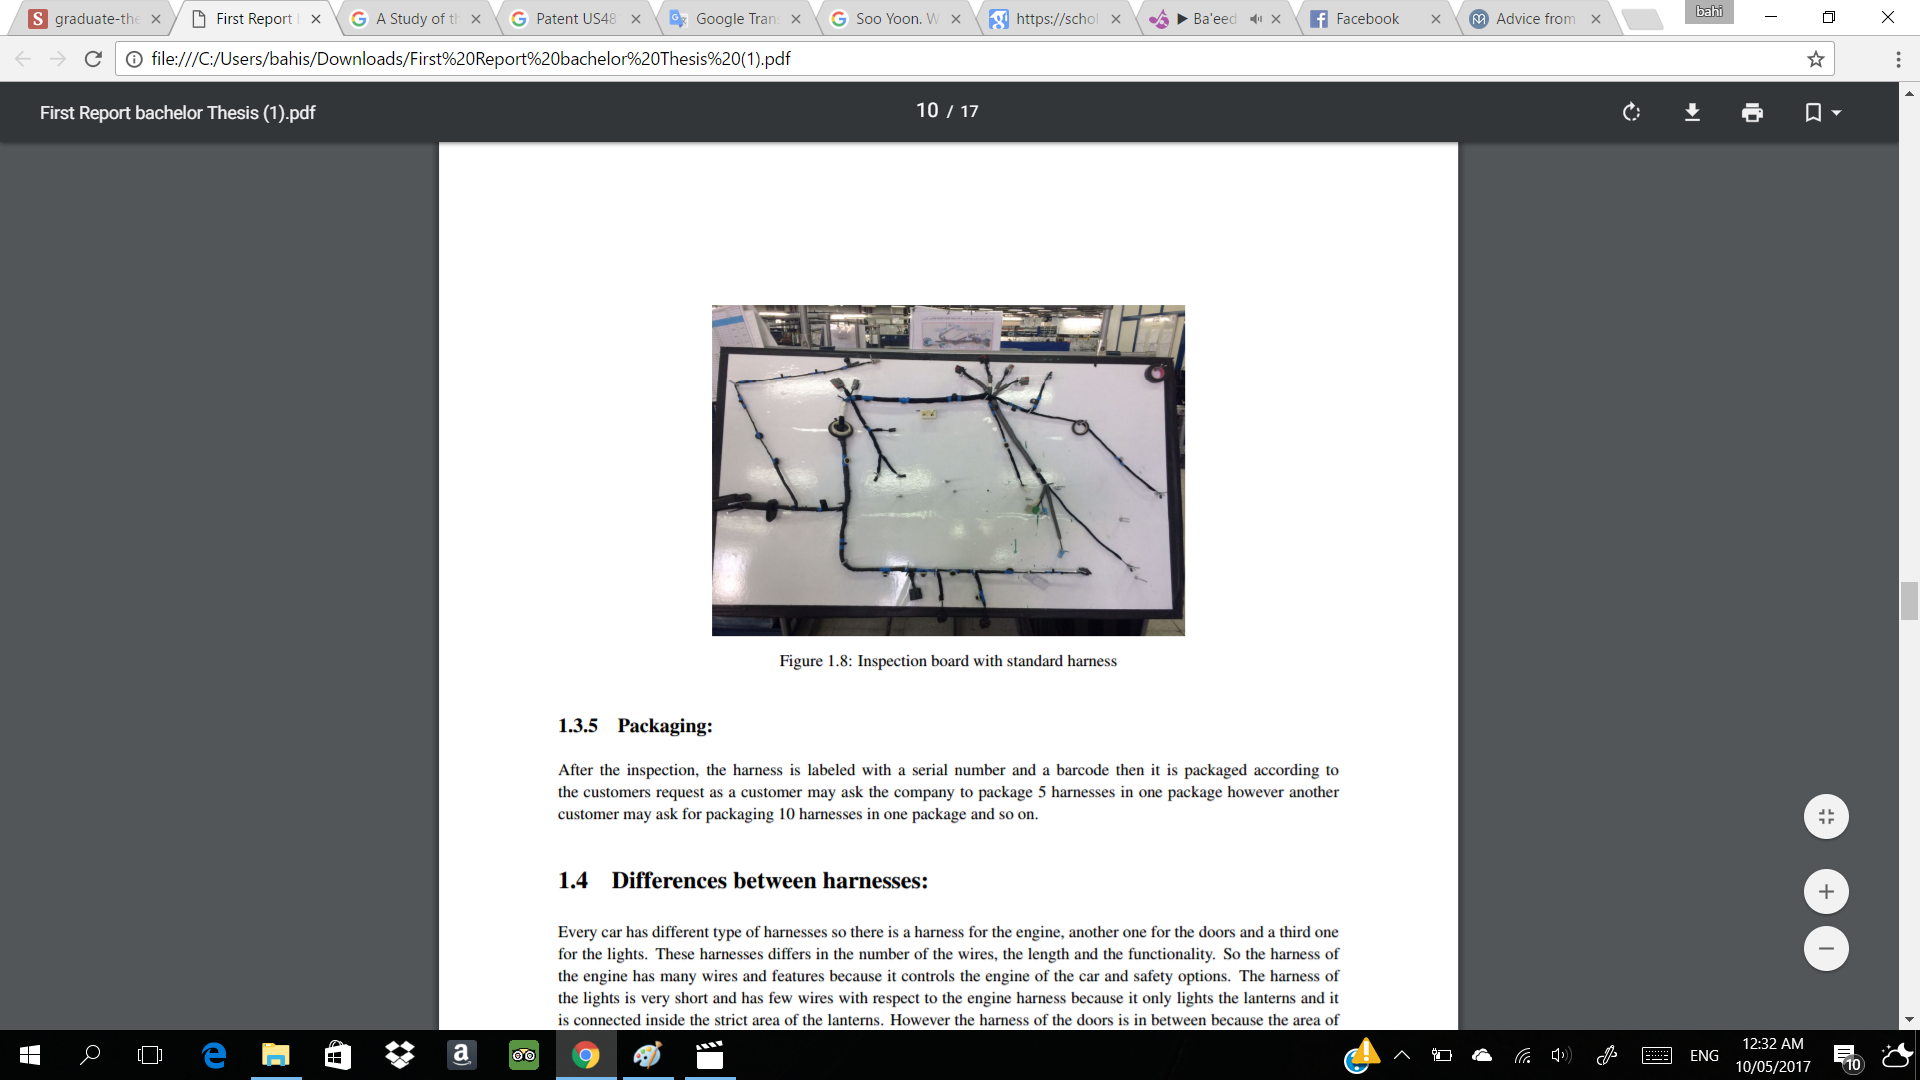 bahi
graduate-the
First Report
A Study of th
Patent US48
Google Tran
Soo Yoon. W
https://schol
Ba'eed
Facebook
Advice from
file:///C:/Users/bahis/Downloads/First%20Report%20bachelor%20Thesis%20(1).pdf
First Report bachelor Thesis (1).pdf
10 / 17
Figure 1.8: Inspection board with standard harness
1.3.5 Packaging:
After the inspection, the harness is labeled with a serial number and a barcode then it is packaged according to
the customers request as a customer may ask the company to package 5 harnesses in one package however another
customer may ask for packaging 10 harnesses in one package and so on.
1.4 Differences between harnesses:
Every car has different type of harnesses so there is a harness for the engine, another one for the doors and a third one
for the lights. These harnesses differs in the number of the wires, the length and the functionality. So the harness of
the engine has many wires and features because it controls the engine of the car and safety options. The harness of
the lights is very short and has few wires with respect to the engine harness because it only lights the lanterns and it
is connected inside the strict area of the lanterns. However the harness of the doors is in between because the area of
ENG
12:32 AM
10/05/2017
10